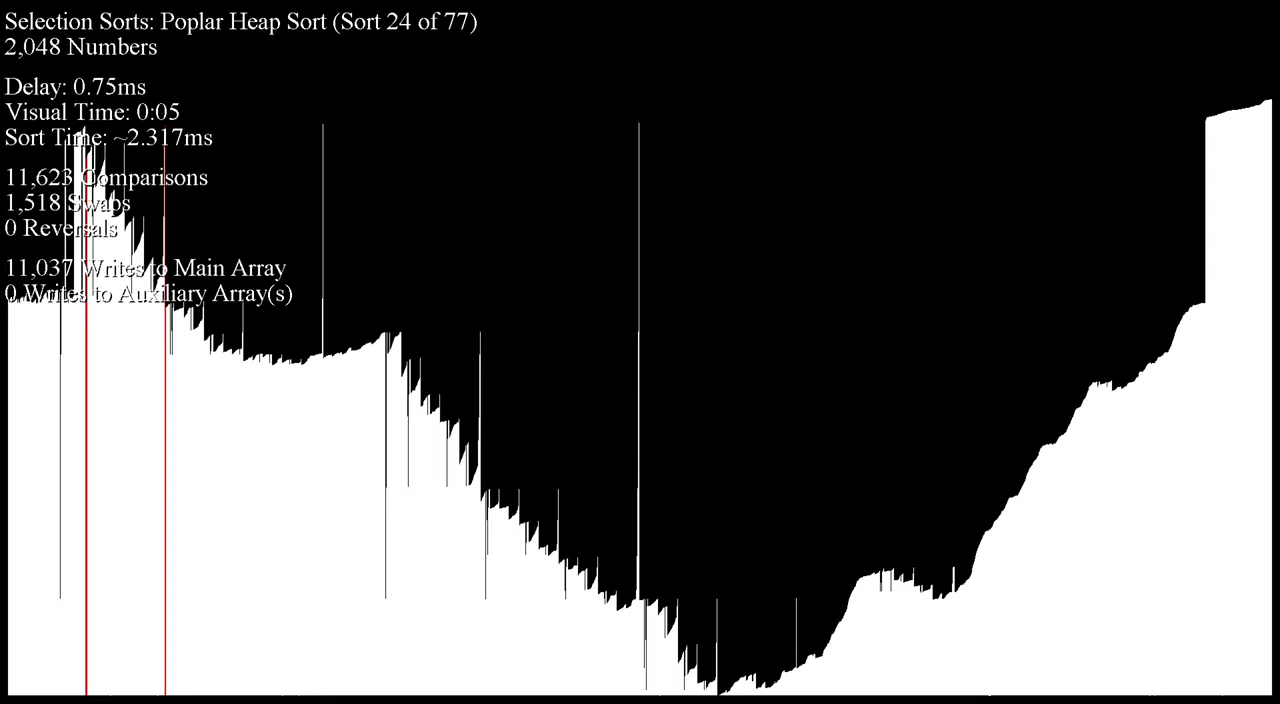 Selection Sorts: Poplar Heap Sort (Sort 24 of 77)
2,048 Numbers
Delay: 0.75ms
Visual Time: 0:05
Sort Time: ~2.317ms
11,623 Comparisons
1,518 Swaps
0 Reversals
11,037 Writes to Main Array
0 Writes to Auxiliary Array(s)